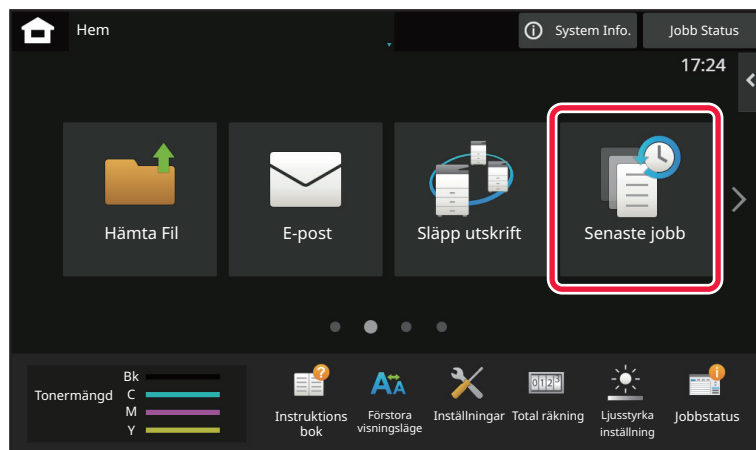 Hem
System Info.
Jobb Status
17:24
Hämta Fil
E-post
Släpp utskrift
Senaste jobb
Tonermängd
Bk
C
M
Y
Instruktions
bok
Förstora
visningsläge
Inställningar
0123
Total räkning
Ljusstyrka
inställning
Jobbstatus